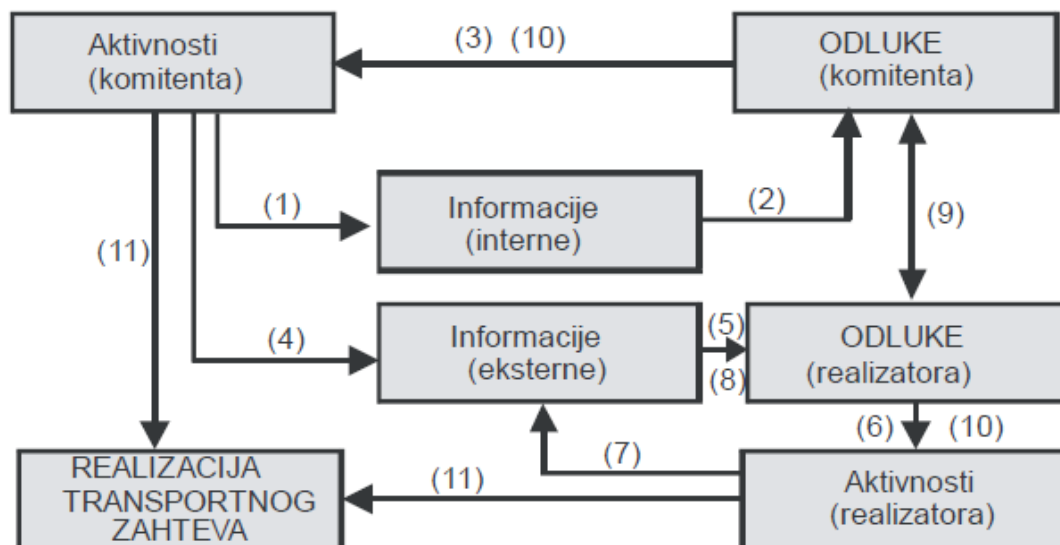 Aktivnosti
(komitenta)
(3) (10)
ODLUKE
(komitenta)
(1)
Informacije
(interne)
(2)
(9)
(11)
(4)
Informacije
(eksterne)
(5)
(8)
ODLUKE
(realizatora)
(6) (10)
(7)
REALIZACIJA
TRANSPORTNOG
ZAHTEVA
(11)
Aktivnosti
(realizatora)